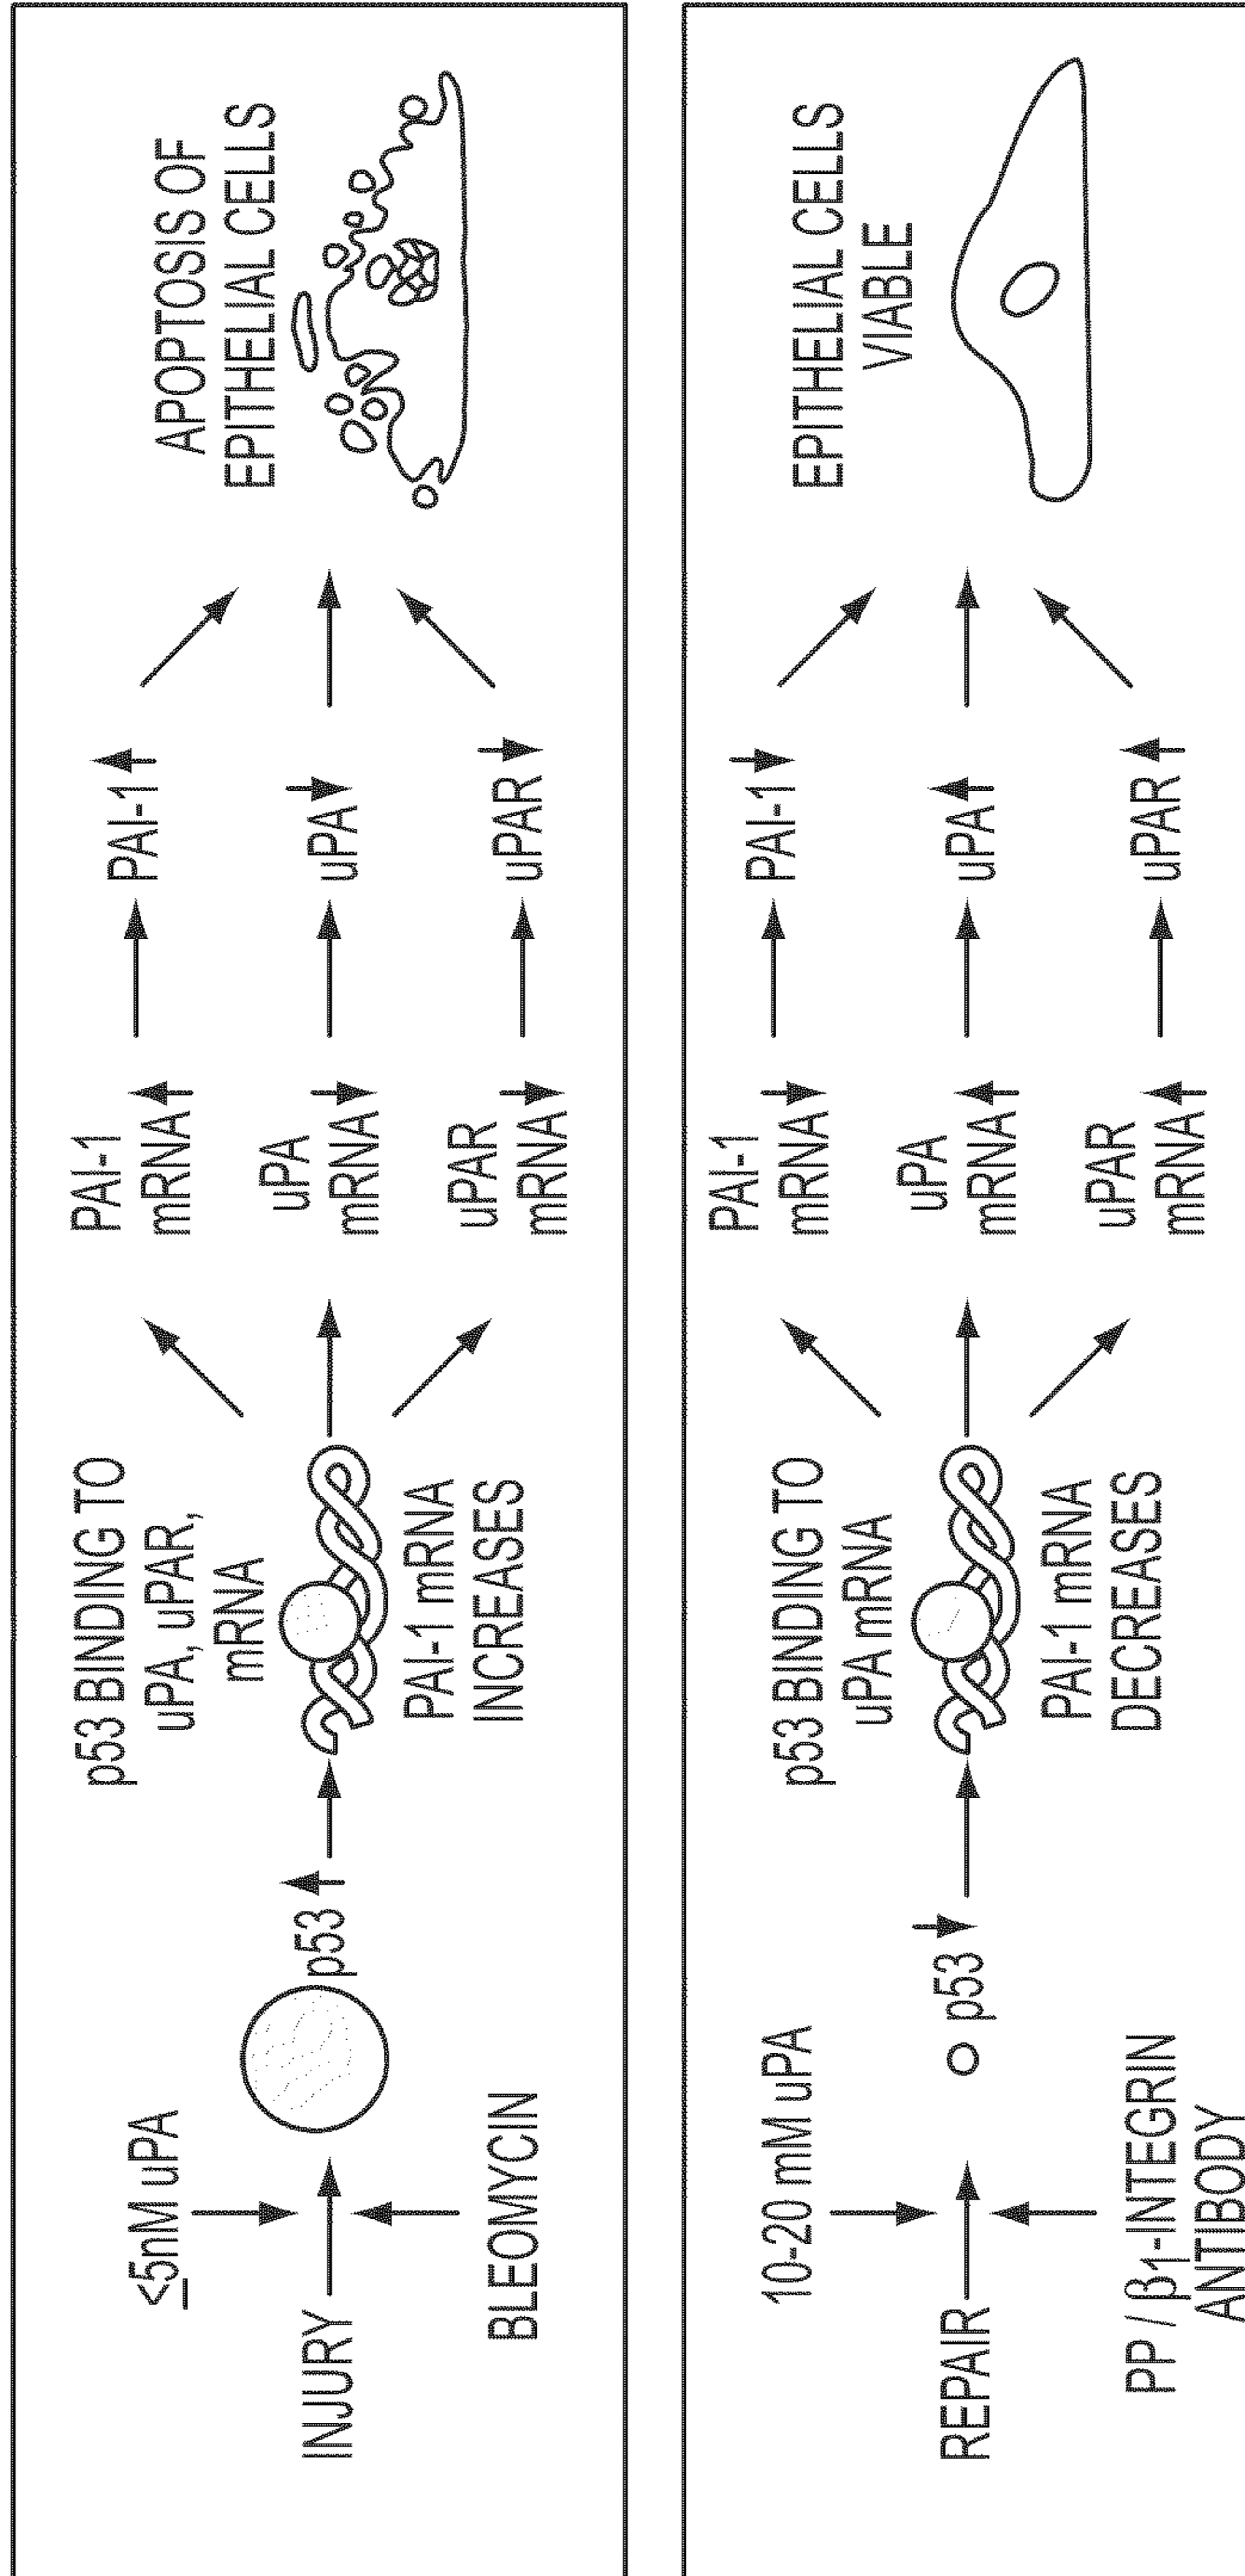 INJURY
≤5nM uPA
BLEOMYCIN
p53
p53 BINDING TO
uPA, uPAR,
mRNA
PAI-1 mRNA
INCREASES
PAI-1
mRNA
uPA
mRNA
uPAR
mRNA
PAI-1
uPA
uPAR
APOPTOSIS OF
EPITHELIAL CELLS
REPAIR
10-20 mM uPA
PP / β1-INTEGRIN
ANTIBODY
p53
p53 BINDING TO
uPA mRNA
PAI-1 mRNA
DECREASES
PAI-1
mRNA
uPA
mRNA
uPAR
mRNA
PAI-1
uPA
uPAR
EPITHELIAL CELLS
VIABLE